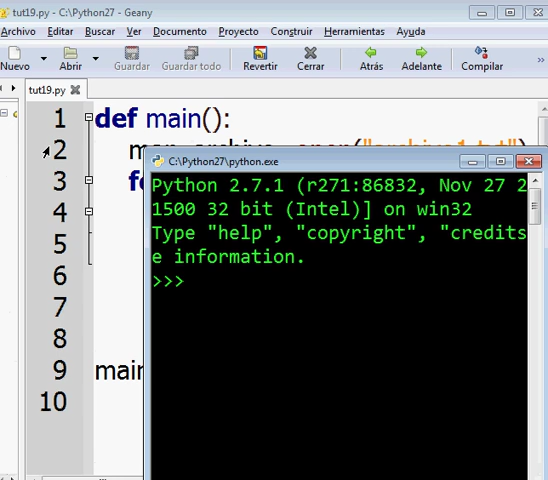 tut19.py - C:\Python27 - Geany
Archivo Editar Buscar Ver Documento Proyecto Construir Herramientas Ayuda
Nuevo Abrir Guardar Guardar todo Revertir Cerrar Atrás Adelante Compilar
tut19.py
1 def main():
2
3
4
5
6
7
8
9 main
10
C:\Python27\python.exe
Python 2.7.1 (r271:86832, Nov 27 2
1500 32 bit (Intel)] on win32
Type "help", "copyright", "credits
e information.
>>>